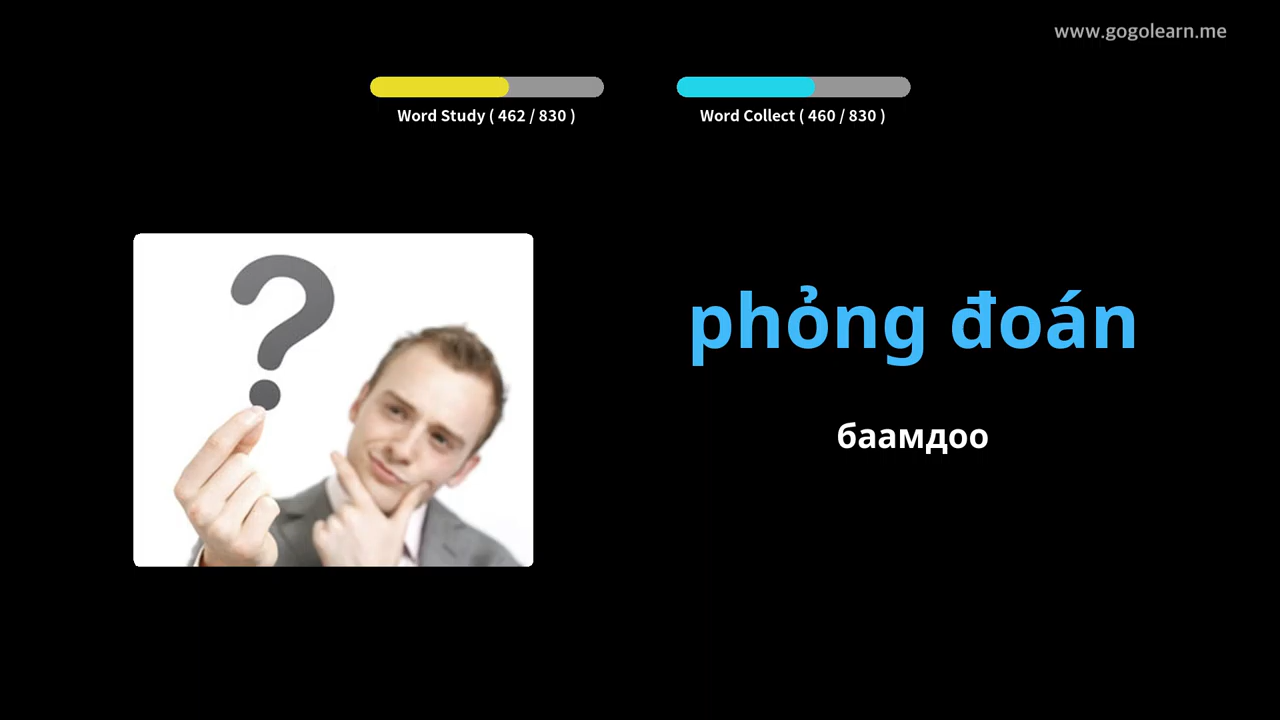 www.gogolearn.me
Word Study ( 462 / 830 )
Word Collect ( 460 / 830 )
phỏng đoán
баамдоо